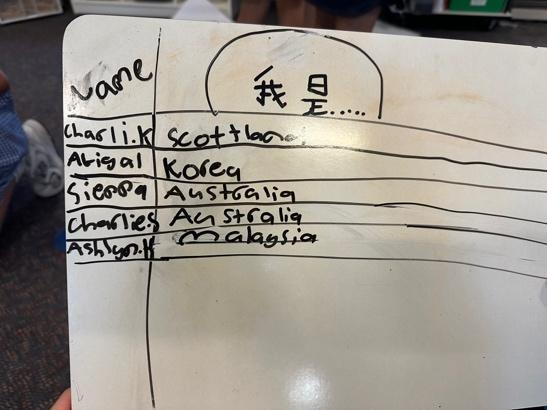 Name 我是.....
Charli.K Scottland
Abigal Korea
Sienna Australia
Charlie.S Australia
Ashlyn.H Malaysia